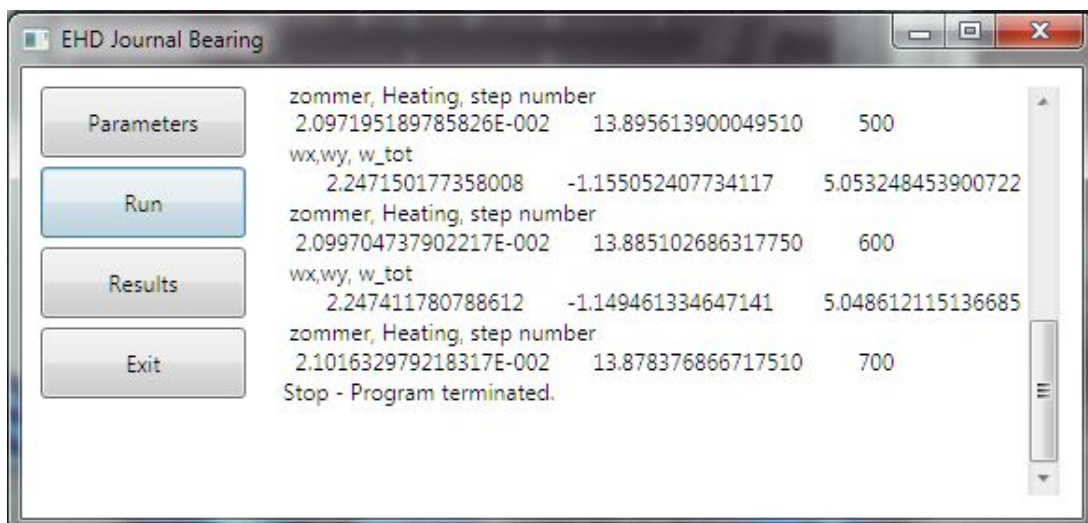 EHD Journal Bearing
Parameters
Run
Results
Exit
zommer, Heating, step number
2.097195189785826E-002 13.895613900049510 500
wx,wy, w_tot
2.247150177358008 -1.155052407734117 5.053248453900722
zommer, Heating, step number
2.099704737902217E-002 13.885102686317750 600
wx,wy, w_tot
2.247411780788612 -1.149461334647141 5.048612115136685
zommer, Heating, step number
2.101632979218317E-002 13.878376866717510 700
Stop - Program terminated.